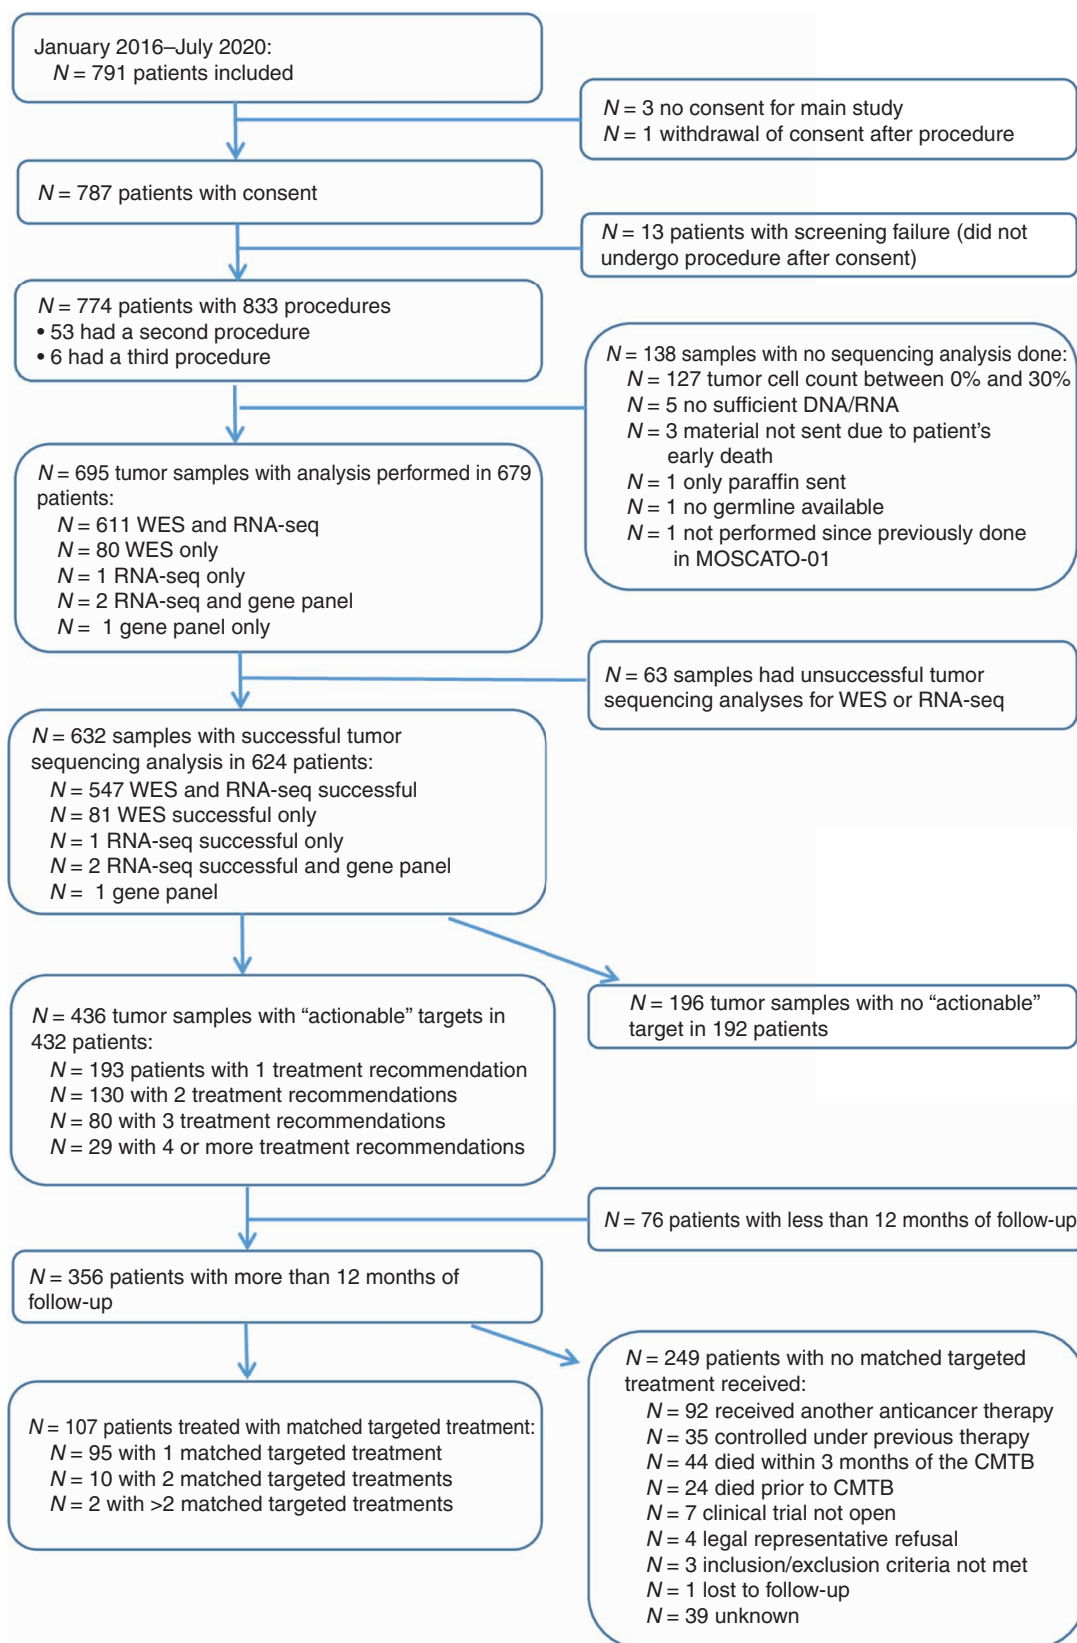 January 2016–July 2020:
N = 791 patients included
N = 3 no consent for main study
N = 1 withdrawal of consent after procedure
N = 787 patients with consent
N = 13 patients with screening failure (did not
undergo procedure after consent)
N = 774 patients with 833 procedures
• 53 had a second procedure
• 6 had a third procedure
N = 138 samples with no sequencing analysis done:
N = 127 tumor cell count between 0% and 30%
N = 5 no sufficient DNA/RNA
N = 3 material not sent due to patient's
early death
N = 1 only paraffin sent
N = 1 no germline available
N = 1 not performed since previously done
in MOSCATO-01
N = 695 tumor samples with analysis performed in 679
patients:
N = 611 WES and RNA-seq
N = 80 WES only
N = 1 RNA-seq only
N = 2 RNA-seq and gene panel
N = 1 gene panel only
N = 63 samples had unsuccessful tumor
sequencing analyses for WES or RNA-seq
N = 632 samples with successful tumor
sequencing analysis in 624 patients:
N = 547 WES and RNA-seq successful
N = 81 WES successful only
N = 1 RNA-seq successful only
N = 2 RNA-seq successful and gene panel
N = 1 gene panel
N = 196 tumor samples with no “actionable”
target in 192 patients
N = 436 tumor samples with “actionable” targets in
432 patients:
N = 193 patients with 1 treatment recommendation
N = 130 with 2 treatment recommendations
N = 80 with 3 treatment recommendations
N = 29 with 4 or more treatment recommendations
N = 76 patients with less than 12 months of follow-up
N = 356 patients with more than 12 months of
follow-up
N = 249 patients with no matched targeted
treatment received:
N = 92 received another anticancer therapy
N = 35 controlled under previous therapy
N = 44 died within 3 months of the CMTB
N = 24 died prior to CMTB
N = 7 clinical trial not open
N = 4 legal representative refusal
N = 3 inclusion/exclusion criteria not met
N = 1 lost to follow-up
N = 39 unknown
N = 107 patients treated with matched targeted treatment:
N = 95 with 1 matched targeted treatment
N = 10 with 2 matched targeted treatments
N = 2 with >2 matched targeted treatments